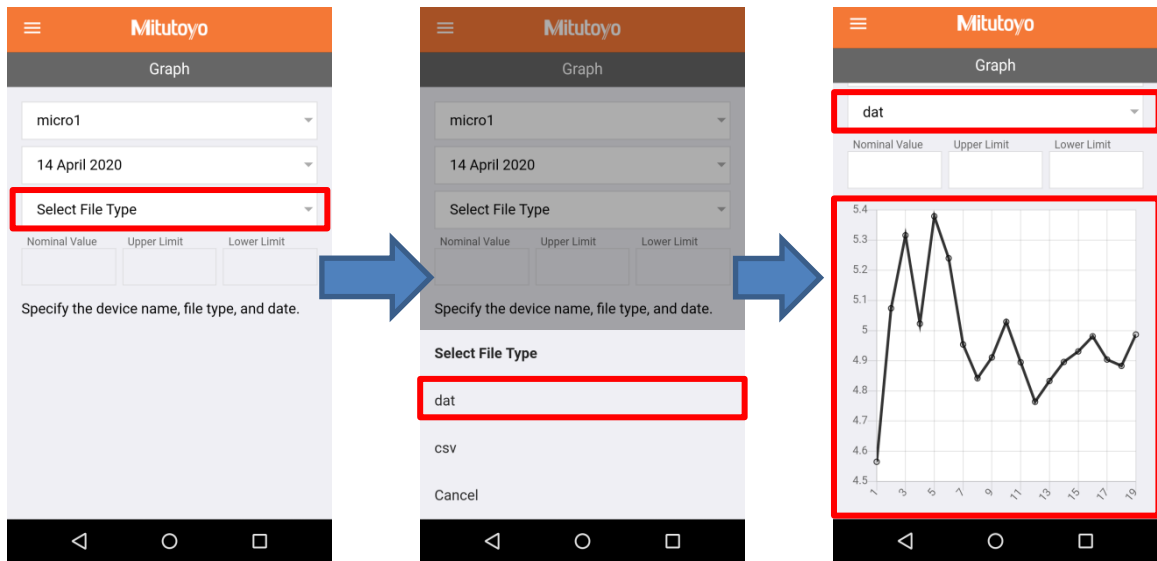 Mitutoyo
Graph
micro1
14 April 2020
Select File Type
Nominal Value Upper Limit Lower Limit
Specify the device name, file type, and date.
Mitutoyo
Graph
micro1
14 April 2020
Select File Type
Nominal Value Upper Limit Lower Limit
Specify the device name, file type, and date.
Select File Type
dat
csv
Cancel
Mitutoyo
Graph
dat
Nominal Value Upper Limit Lower Limit
5.4
5.3
5.2
5.1
5
4.9
4.8
4.7
4.6
4.5
1 3 5 7 9 11 13 15 17 19